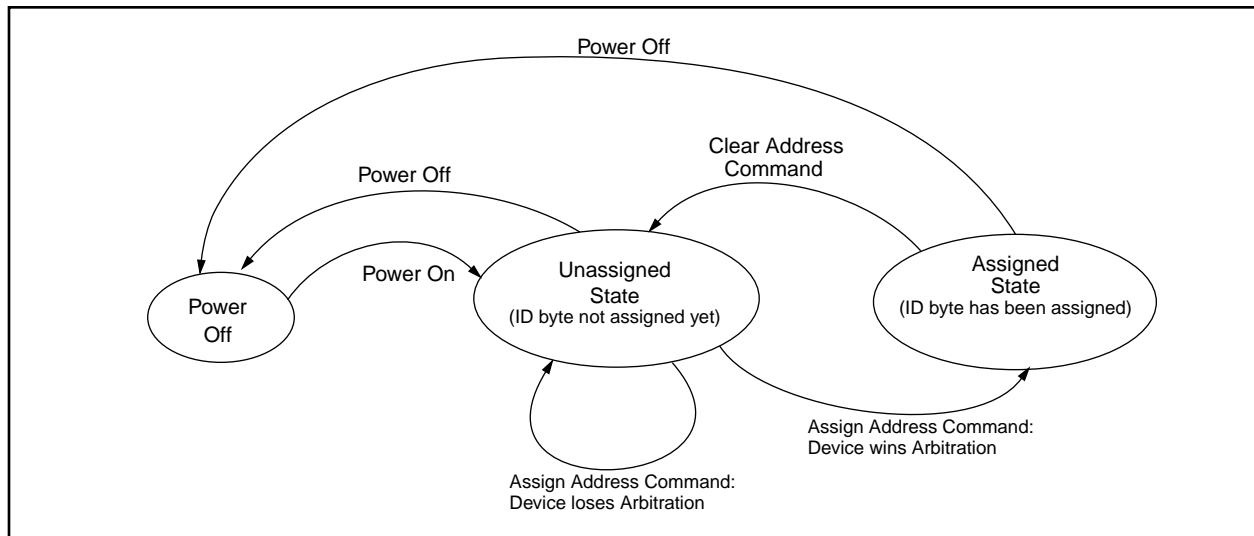 Power Off
Clear Address
Command
Power Off
Power On
Power
Off
Unassigned
State
(ID byte not assigned yet)
Assigned
State
(ID byte has been assigned)
Assign Address Command:
Device wins Arbitration
Assign Address Command:
Device loses Arbitration